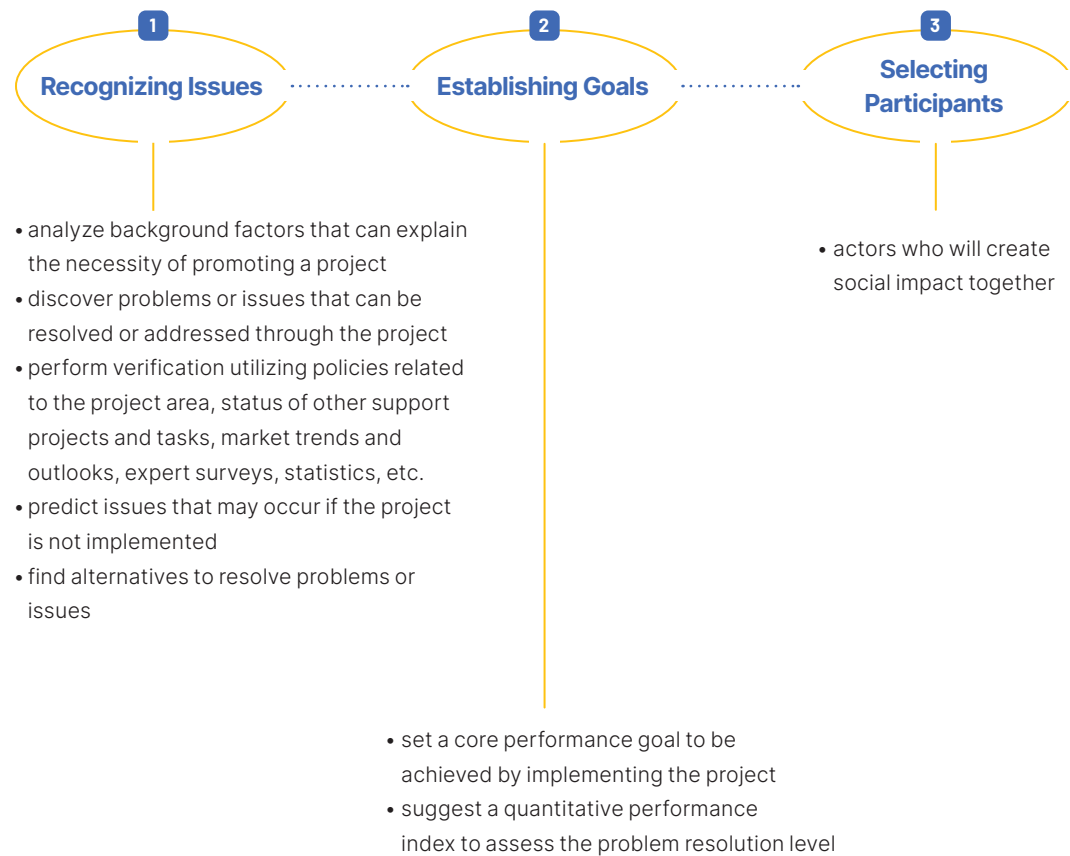 1
Recognizing Issues
• analyze background factors that can explain
the necessity of promoting a project
• discover problems or issues that can be
resolved or addressed through the project
• perform verification utilizing policies related
to the project area, status of other support
projects and tasks, market trends and
outlooks, expert surveys, statistics, etc.
• predict issues that may occur if the project
is not implemented
• find alternatives to resolve problems or
issues
2
Establishing Goals
• set a core performance goal to be
achieved by implementing the project
• suggest a quantitative performance
index to assess the problem resolution level
3
Selecting
Participants
• actors who will create
social impact together